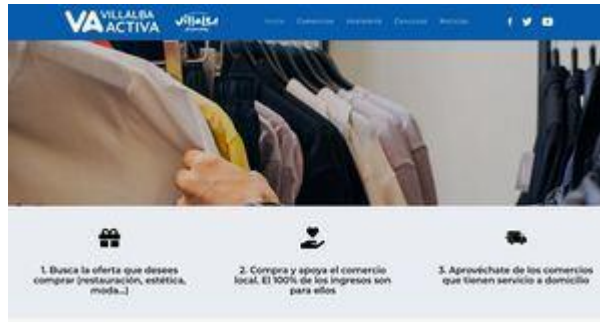 VA VILLALBA
ACTIVA
villalba
Inicio Comercios Hostelería Servicios Noticias
1. Busca la oferta que desees
comprar (restauración, estética,
moda...)
2. Compra y apoya el comercio
local. El 100% de los ingresos son
para ellos
3. Aprovéchate de los comercios
que tienen servicio a domicilio